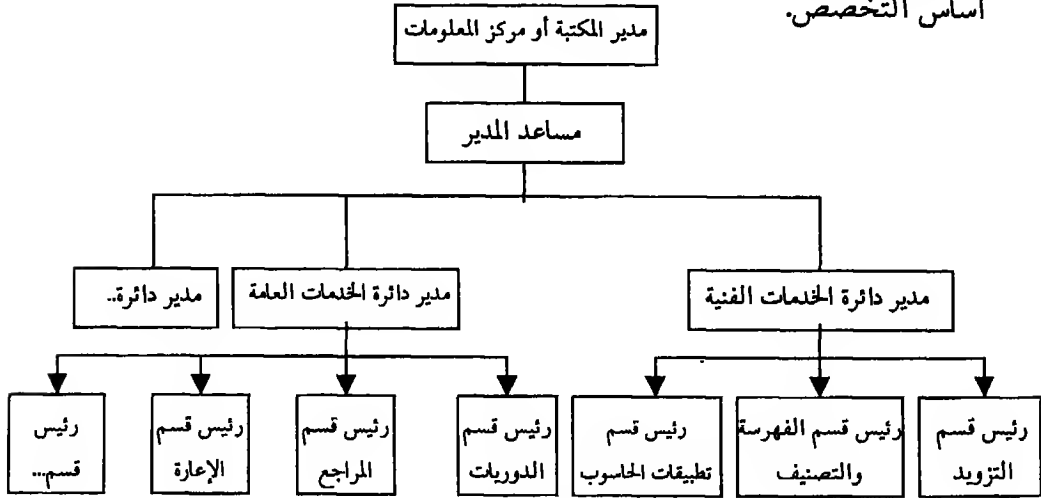 أساس التخصص.
مدير المكتبة أو مركز المعلومات
مساعد المدير
مدير دائرة الخدمات الفنية
مدير دائرة الخدمات العامة
مدير دائرة..
رئيس قسم
التزويد
رئيس قسم الفهرسة
والتصنيف
رئيس قسم
تطبيقات الحاسوب
رئيس قسم
الدوريات
رئيس قسم
المراجع
رئيس قسم
الإعارة
رئيس
قسم...